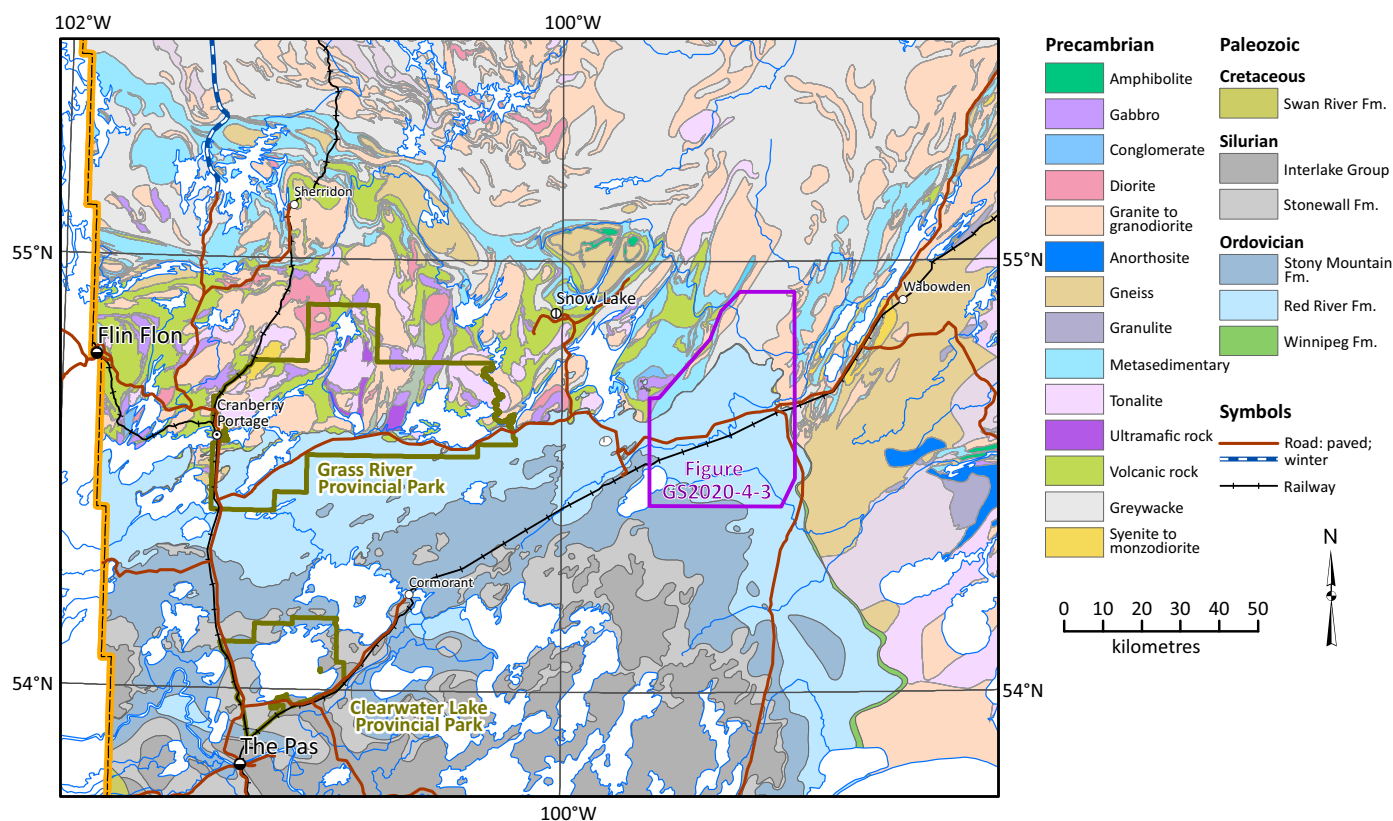 102°W
100°W
55°N
55°N
54°N
54°N
100°W
Sherridon
Snow Lake
Wabowden
Flin Flon
Cranberry
Portage
Grass River
Provincial Park
Figure
GS2020-4-3
Cormorant
Clearwater Lake
Provincial Park
The Pas
Precambrian
Amphibolite
Gabbro
Conglomerate
Diorite
Granite to
granodiorite
Anorthosite
Gneiss
Granulite
Metasedimentary
Tonalite
Ultramafic rock
Volcanic rock
Greywacke
Syenite to
monzodiorite
Paleozoic
Cretaceous
Swan River Fm.
Silurian
Interlake Group
Stonewall Fm.
Ordovician
Stony Mountain
Fm.
Red River Fm.
Winnipeg Fm.
Symbols
Road: paved;
winter
Railway
N
0 10 20 30 40 50
kilometres